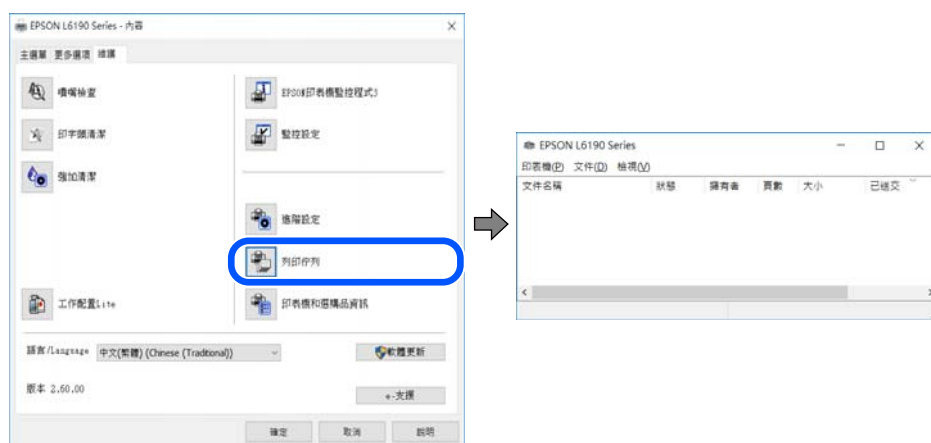 EPSON L6190 Series - 內容
主選單 更多選項 維護
噴嘴檢查
EPSON印表機監控程式3
印字頭清潔
監控設定
強加清潔
進階設定
列印佇列
工作配置Lite
印表機和選購品資訊
語言/Language 中文(繁體) (Chinese (Traditional))
軟體更新
版本 2.60.00
e-支援
確定 取消 說明
EPSON L6190 Series
印表機(P) 文件(D) 檢視(V)
文件名稱 狀態 擁有者 頁數 大小 已送交